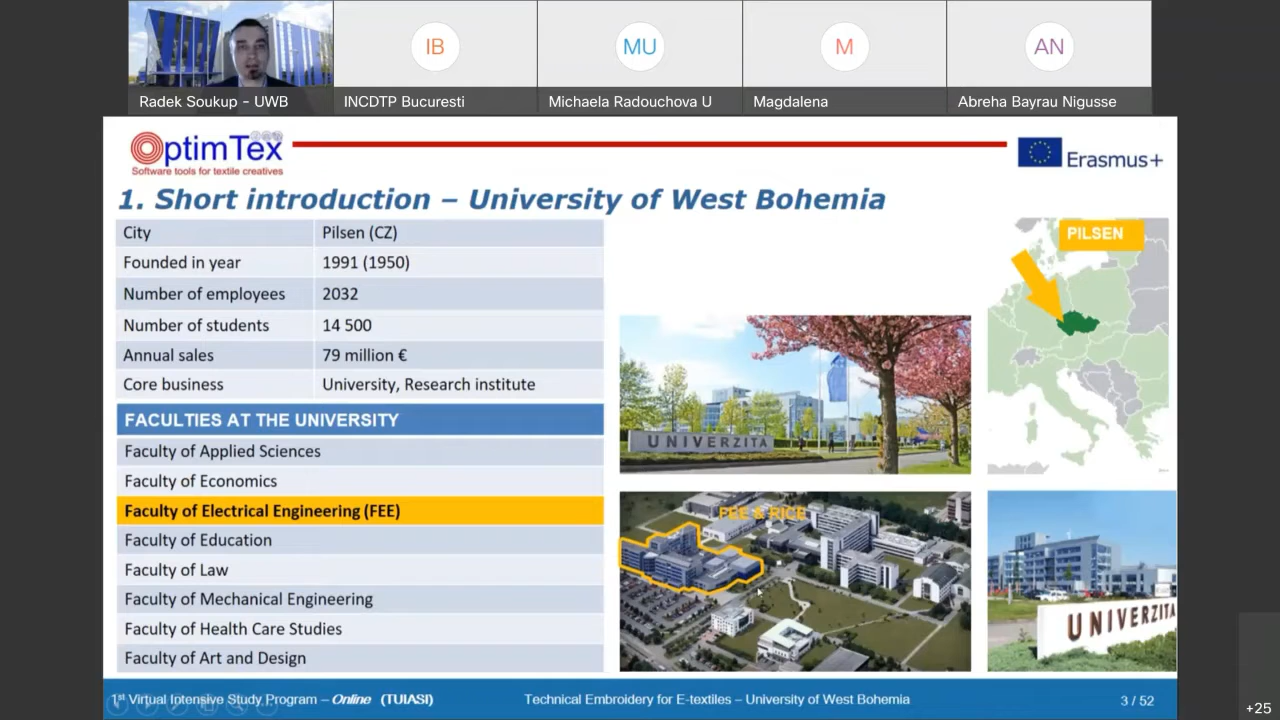 IB
MU
M
AN
Radek Soukup - UWB
INCDTP Bucuresti
Michaela Radouchova U
Magdalena
Abreha Bayrau Nigusse
OptimTex
Software tools for textile creatives
Erasmus+
1. Short introduction – University of West Bohemia
City Pilsen (CZ)
Founded in year 1991 (1950)
Number of employees 2032
Number of students 14 500
Annual sales 79 million €
Core business University, Research institute
FACULTIES AT THE UNIVERSITY
Faculty of Applied Sciences
Faculty of Economics
Faculty of Electrical Engineering (FEE)
Faculty of Education
Faculty of Law
Faculty of Mechanical Engineering
Faculty of Health Care Studies
Faculty of Art and Design
UNIVERZITA
PILSEN
FEE & RICE
UNIVERZITA
1st Virtual Intensive Study Program – Online (TUIASI)
Technical Embroidery for E-textiles – University of West Bohemia
3 / 52
+25